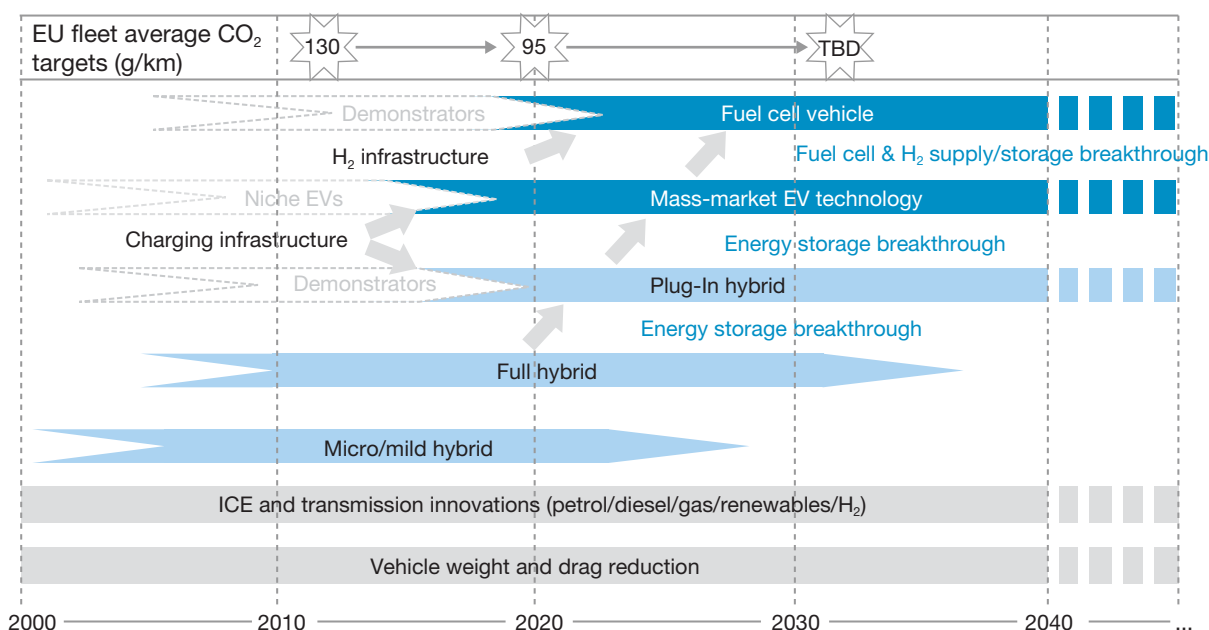 EU fleet average CO₂
targets (g/km)
130
95
TBD
Demonstrators
Fuel cell vehicle
H₂ infrastructure
Fuel cell & H₂ supply/storage breakthrough
Niche EVs
Mass-market EV technology
Charging infrastructure
Energy storage breakthrough
Demonstrators
Plug-In hybrid
Energy storage breakthrough
Full hybrid
Micro/mild hybrid
ICE and transmission innovations (petrol/diesel/gas/renewables/H₂)
Vehicle weight and drag reduction
2000
2010
2020
2030
2040
...